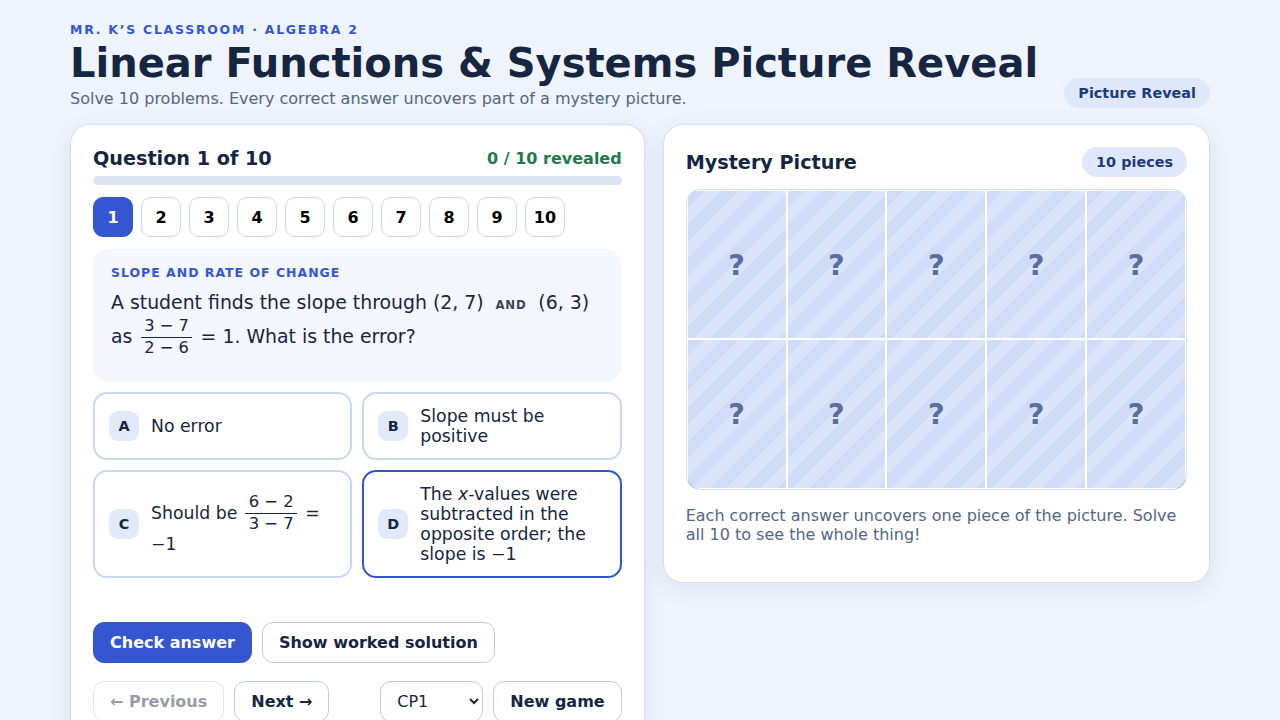 MR. K’S CLASSROOM · ALGEBRA 2
Linear Functions & Systems Picture Reveal
Solve 10 problems. Every correct answer uncovers part of a mystery picture.
Picture Reveal
Question 1 of 10
0 / 10 revealed
1 2 3 4 5 6 7 8 9 10
SLOPE AND RATE OF CHANGE
A student finds the slope through (2, 7) AND (6, 3)
as (3 − 7)/(2 − 6) = 1. What is the error?
A No error
B Slope must be
positive
C Should be (6 − 2)/(3 − 7) =
−1
D The x-values were
subtracted in the
opposite order; the
slope is −1
Check answer
Show worked solution
← Previous
Next →
CP1
New game
Mystery Picture
10 pieces
? ? ? ? ?
? ? ? ? ?
Each correct answer uncovers one piece of the picture. Solve
all 10 to see the whole thing!